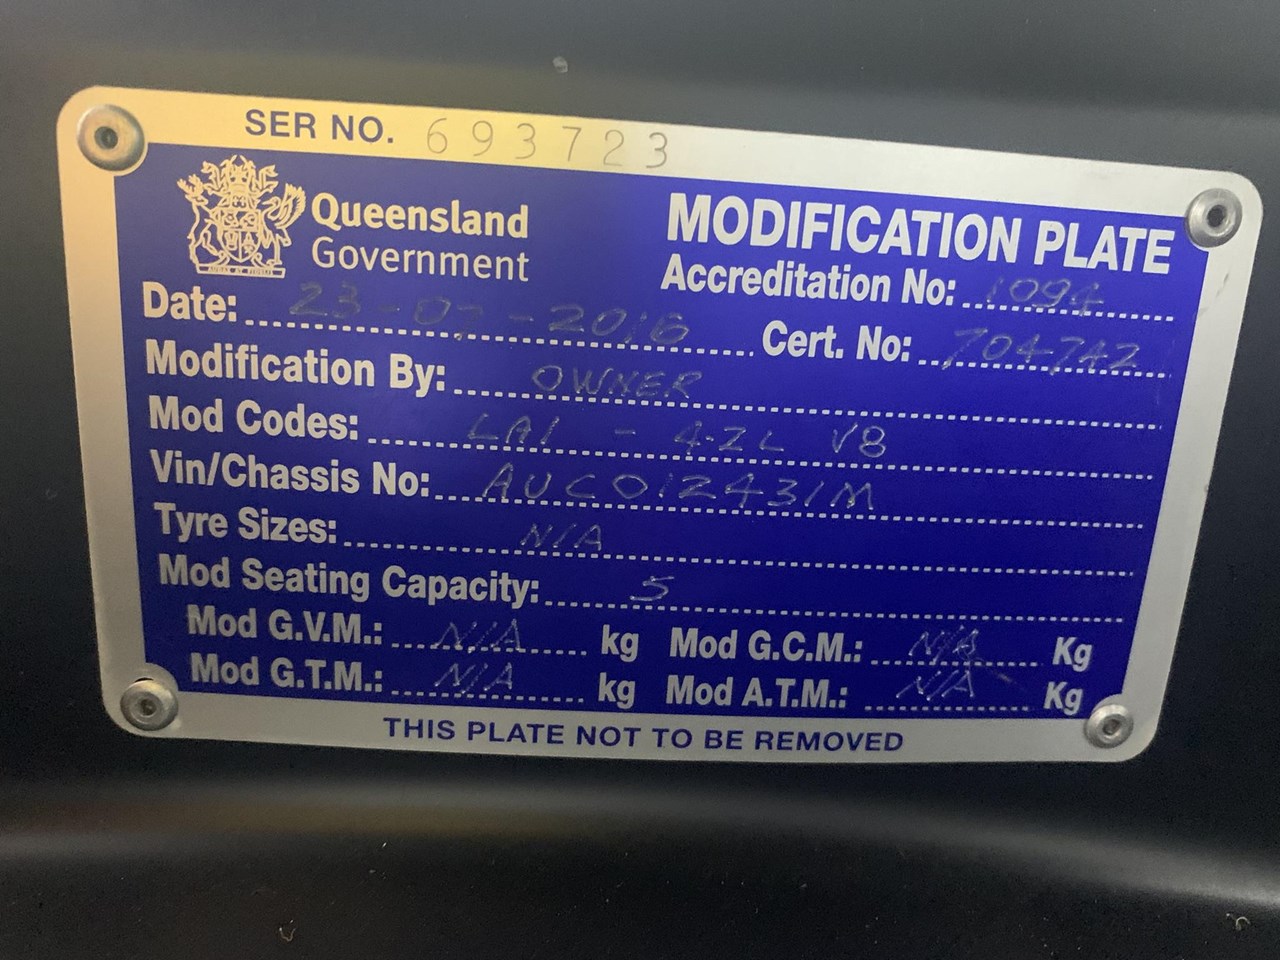 SER NO. 693723
Queensland
Government
MODIFICATION PLATE
Accreditation No: 1094
Date: 23-07-2016
Cert. No: 704742
Modification By: OWNER
Mod Codes: LA1 - 4.2L V8
Vin/Chassis No: AUC012431M
Tyre Sizes: N/A
Mod Seating Capacity: 5
Mod G.V.M.: N/A kg Mod G.C.M.: N/A Kg
Mod G.T.M.: N/A kg Mod A.T.M.: N/A Kg
THIS PLATE NOT TO BE REMOVED